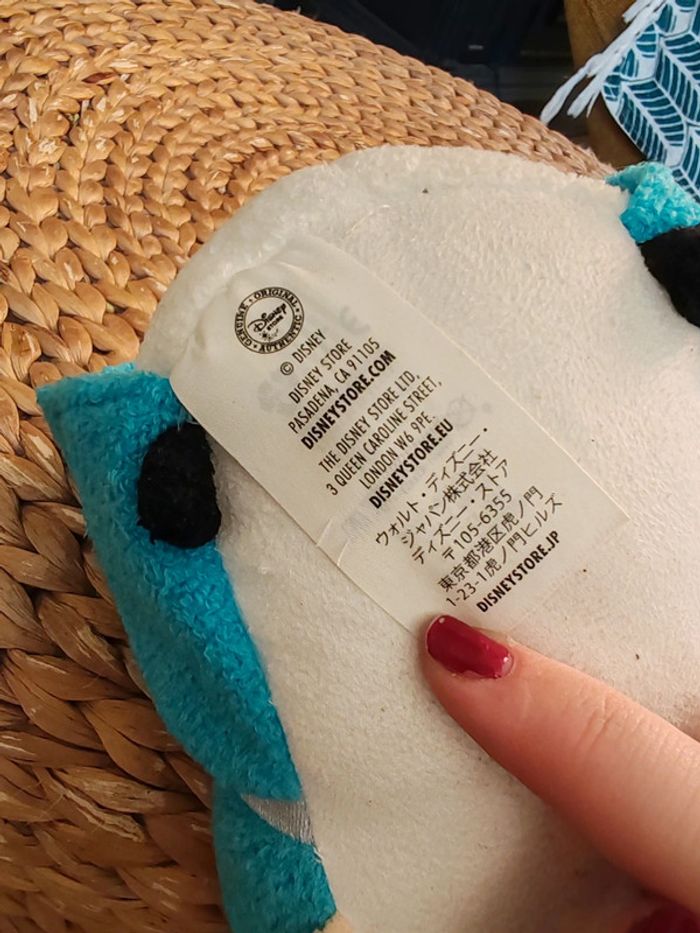 GENUINE • ORIGINAL • AUTHENTIC
Disney
STORE
© DISNEY
DISNEY STORE
PASADENA, CA 91105
DISNEYSTORE.COM
THE DISNEY STORE LTD,
3 QUEEN CAROLINE STREET,
LONDON W6 9PE.
DISNEYSTORE.EU
ウォルト・ディズニー・
ジャパン株式会社
ディズニー・ストア
〒105-6355
東京都港区虎ノ門
1-23-1虎ノ門ヒルズ
DISNEYSTORE.JP